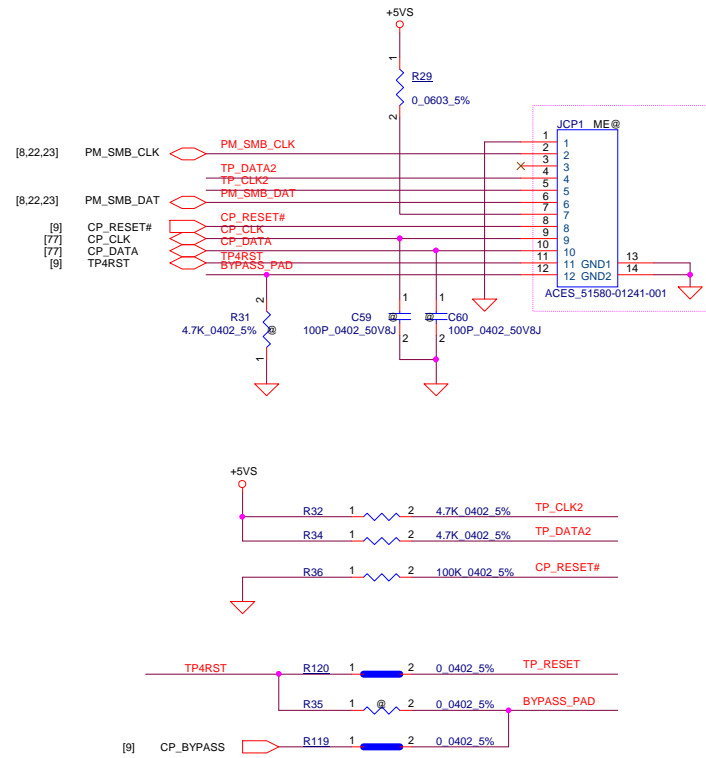 +5VS
1
R29
0_0603_5%
2
JCP1 ME@
[8,22,23] PM_SMB_CLK PM_SMB_CLK
TP_DATA2
TP_CLK2
[8,22,23] PM_SMB_DAT PM_SMB_DAT
[9] CP_RESET# CP_RESET#
[77] CP_CLK CP_CLK
[77] CP_DATA CP_DATA
[9] TP4RST TP4RST
BYPASS_PAD
1 1
2 2
3 3
4 4
5 5
6 6
7 7
8 8
9 9
10 10
11 11 GND1 13
12 12 GND2 14
ACES_51580-01241-001
2
R31
4.7K_0402_5% @
1
1
C59 @
100P_0402_50V8J
2
1
@ C60
100P_0402_50V8J
2
+5VS
R32 1 2 4.7K_0402_5% TP_CLK2
R34 1 2 4.7K_0402_5% TP_DATA2
R36 1 2 100K_0402_5% CP_RESET#
TP4RST R120 1 2 0_0402_5% TP_RESET
R35 1 @ 2 0_0402_5% BYPASS_PAD
[9] CP_BYPASS R119 1 2 0_0402_5%